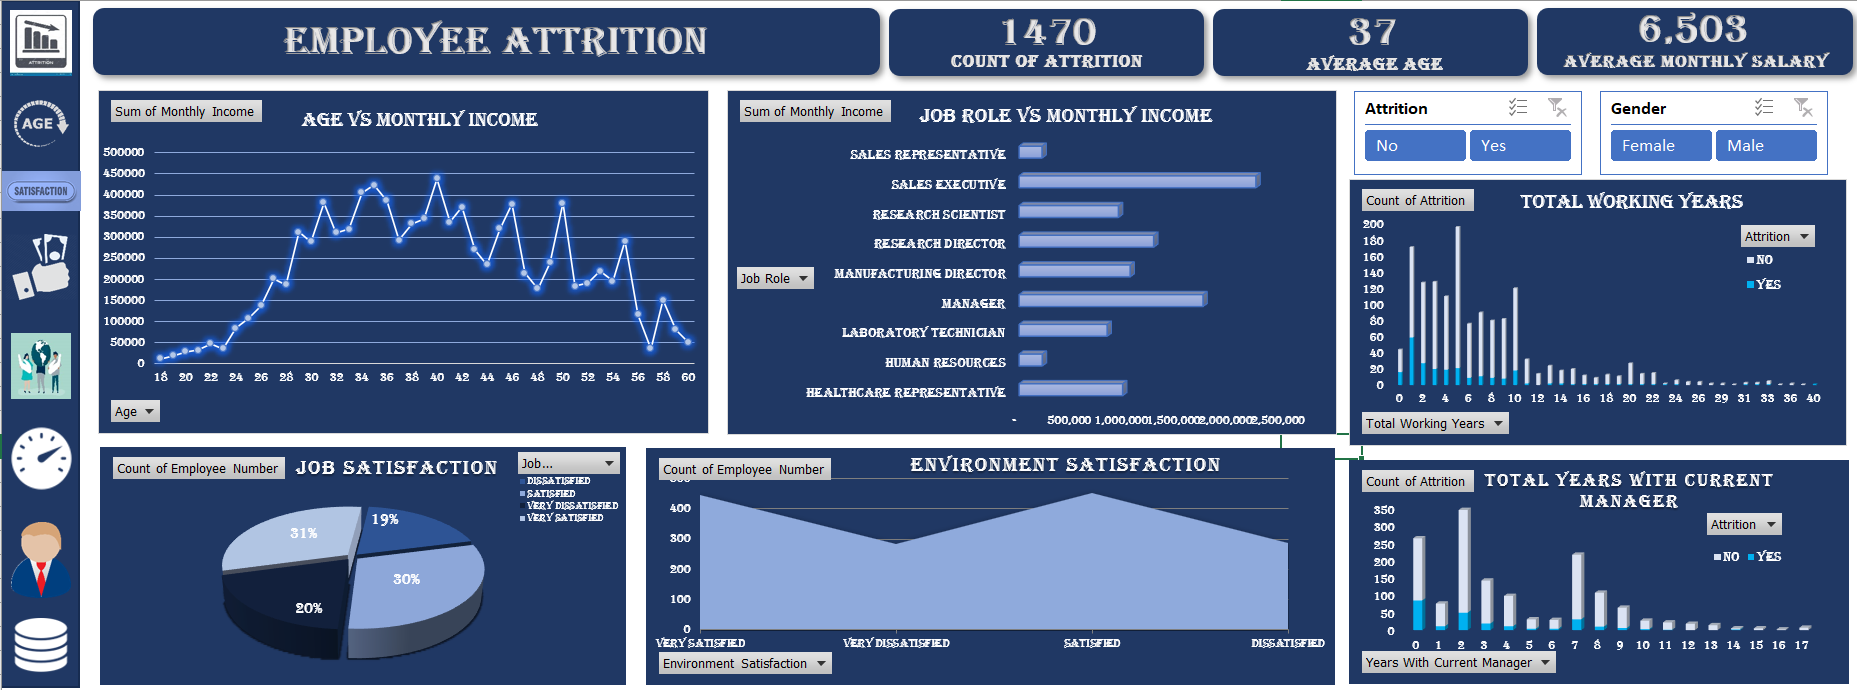 EMPLOYEE ATTRITION
1470
COUNT OF ATTRITION
37
AVERAGE AGE
6,503
AVERAGE MONTHLY SALARY
ATTRITION
AGE
SATISFACTION
Sum of Monthly Income
AGE VS MONTHLY INCOME
500000
450000
400000
350000
300000
250000
200000
150000
100000
50000
0
18 20 22 24 26 28 30 32 34 36 38 40 42 44 46 48 50 52 54 56 58 60
Age
Sum of Monthly Income
JOB ROLE VS MONTHLY INCOME
SALES REPRESENTATIVE
SALES EXECUTIVE
RESEARCH SCIENTIST
RESEARCH DIRECTOR
Job Role
MANUFACTURING DIRECTOR
MANAGER
LABORATORY TECHNICIAN
HUMAN RESOURCES
HEALTHCARE REPRESENTATIVE
- 500,000 1,000,000 1,500,000 2,000,000 2,500,000
Attrition
No Yes
Gender
Female Male
Count of Attrition
TOTAL WORKING YEARS
Attrition
NO
YES
200
180
160
140
120
100
80
60
40
20
0
0 2 4 6 8 10 12 14 16 18 20 22 24 26 29 31 33 36 40
Total Working Years
Count of Employee Number
JOB SATISFACTION
Job...
DISSATISFIED
SATISFIED
VERY DISSATISFIED
VERY SATISFIED
19%
30%
20%
31%
Count of Employee Number
ENVIRONMENT SATISFACTION
500
400
300
200
100
0
VERY SATISFIED VERY DISSATISFIED SATISFIED DISSATISFIED
Environment Satisfaction
Count of Attrition
TOTAL YEARS WITH CURRENT
MANAGER
Attrition
NO YES
350
300
250
200
150
100
50
0
0 1 2 3 4 5 6 7 8 9 10 11 12 13 14 15 16 17
Years With Current Manager